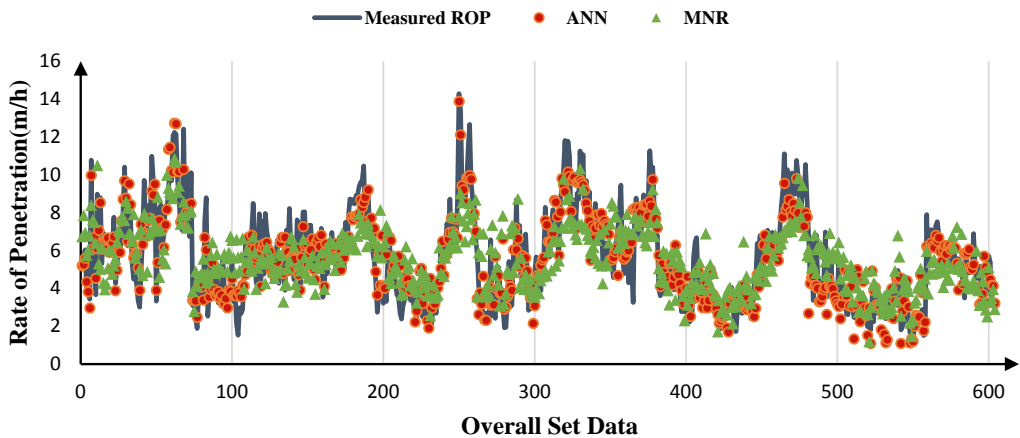 Measured ROP ANN MNR
16
14
12
10
8
6
4
2
0
Rate of Penetration(m/h)
0 100 200 300 400 500 600
Overall Set Data